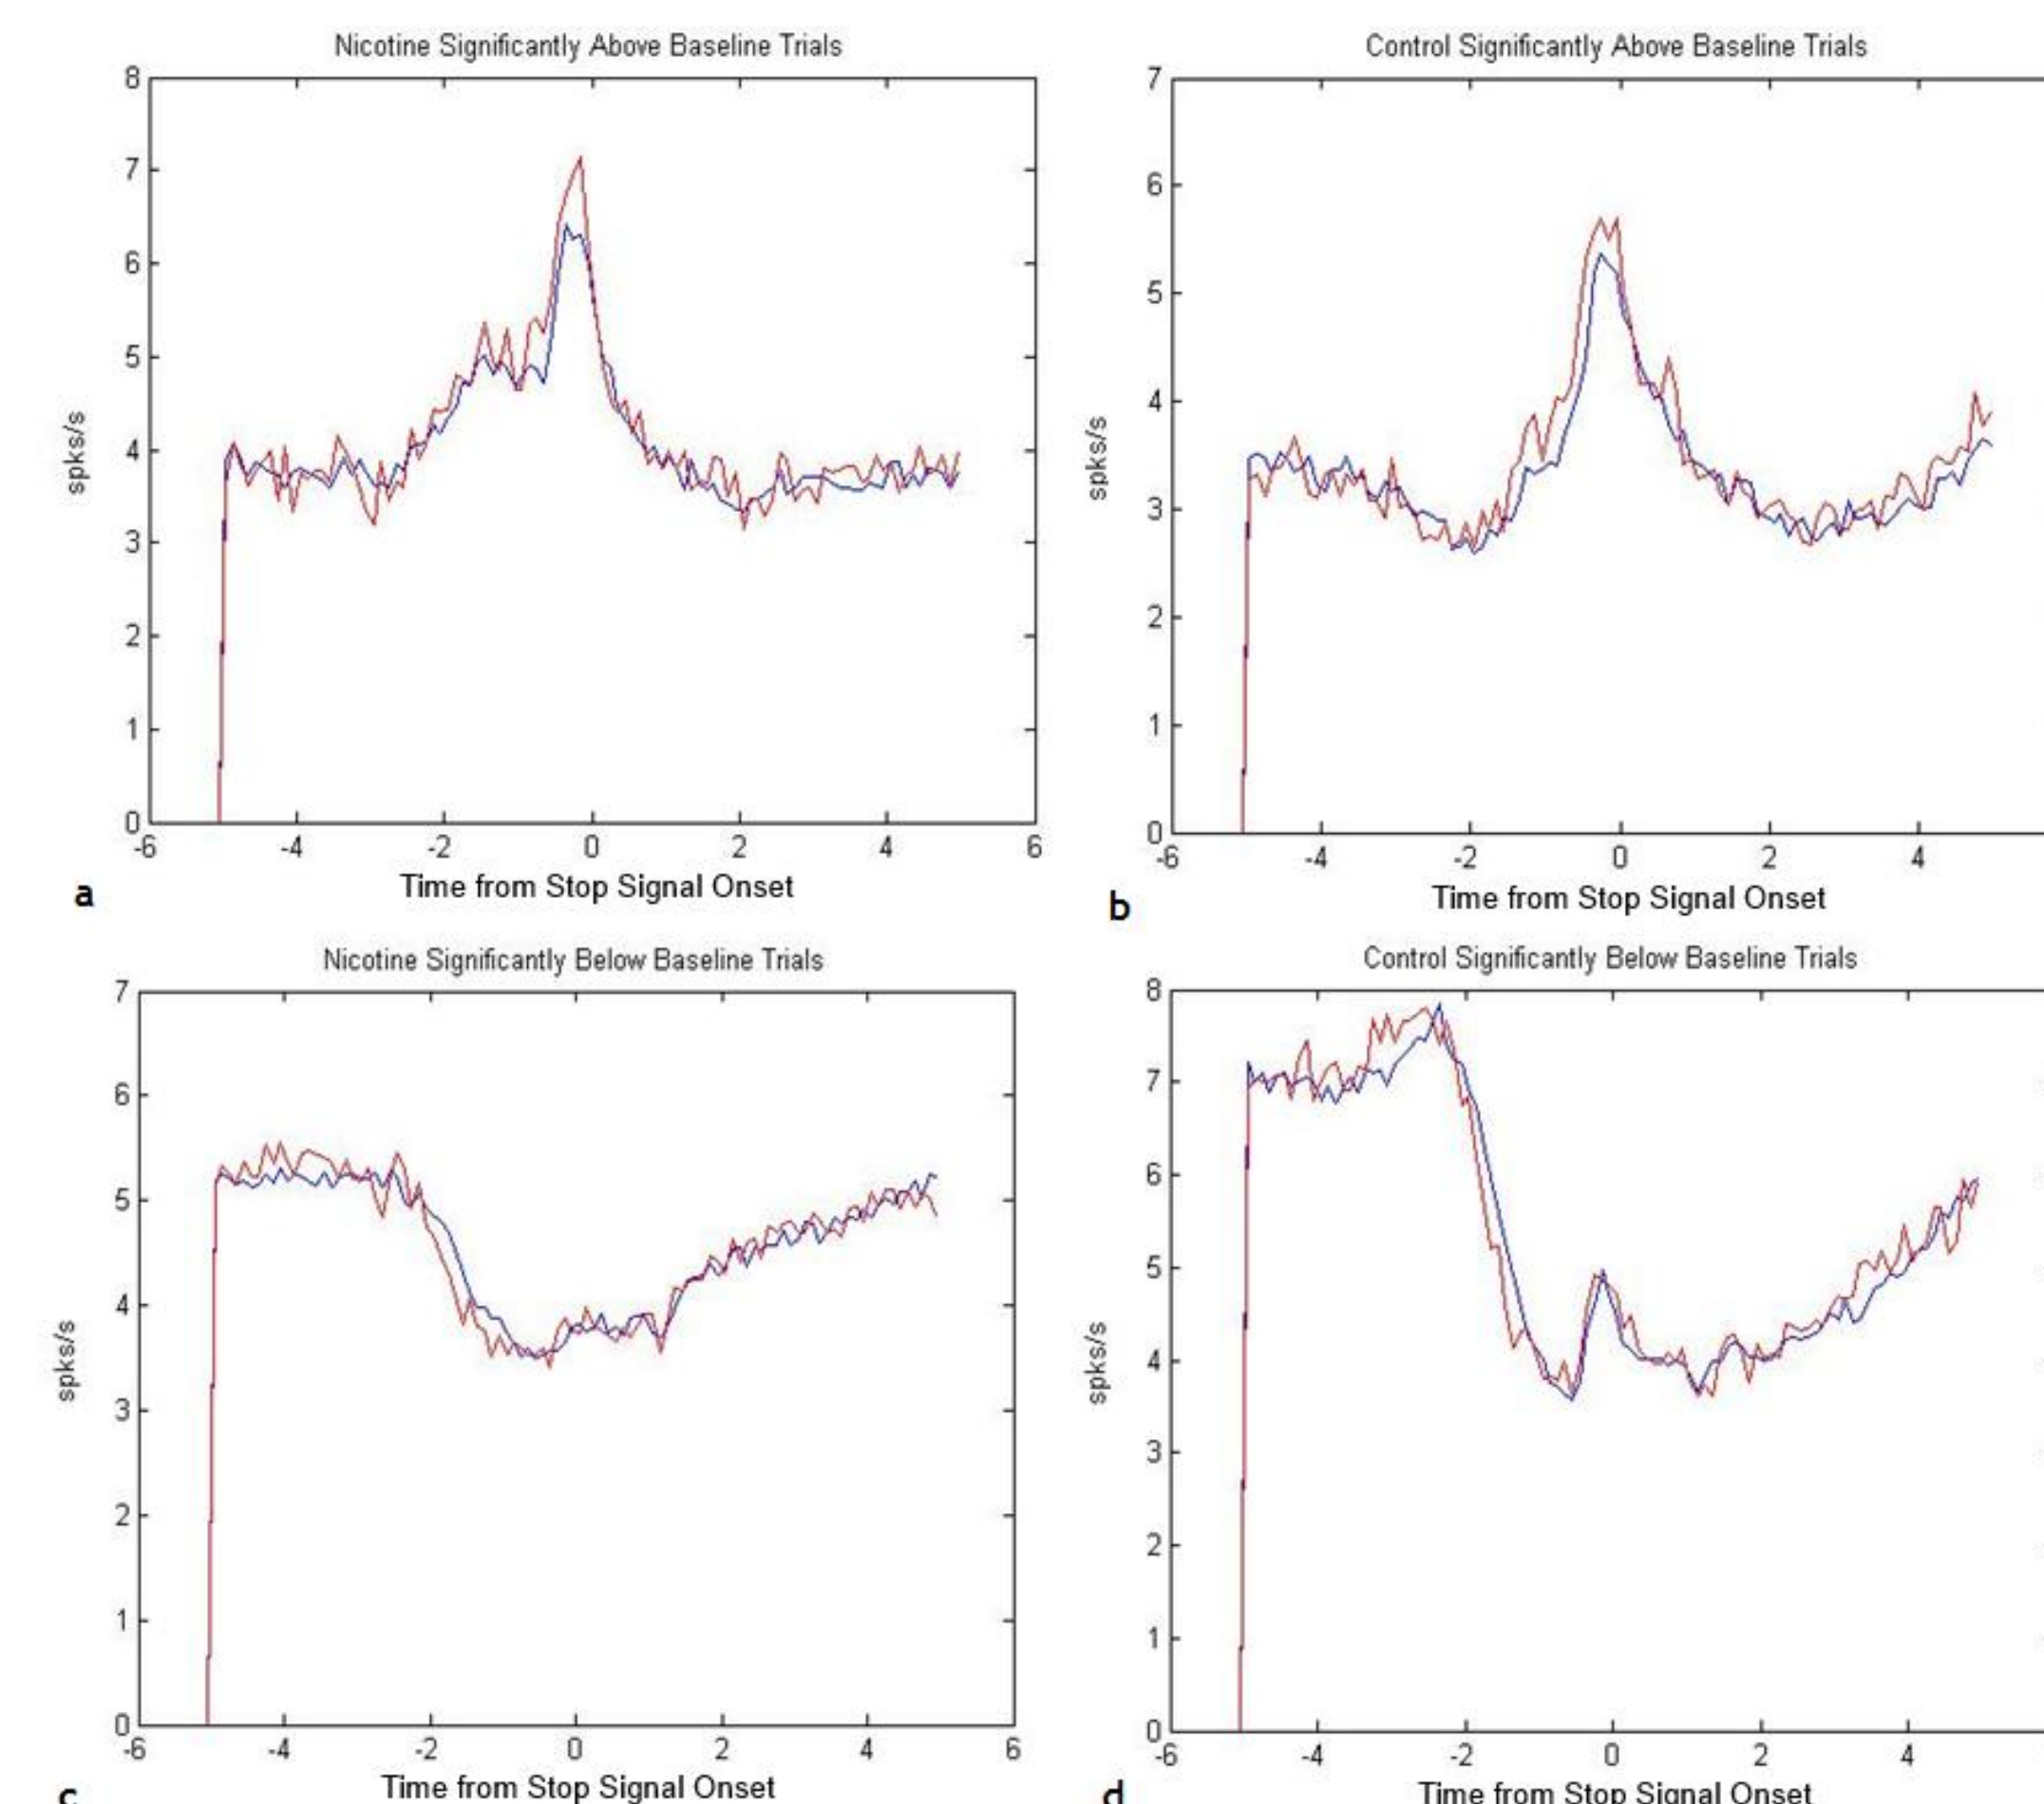 Nicotine Significantly Above Baseline Trials
8
7
6
5
4
3
2
1
0
spks/s
-6 -4 -2 0 2 4 6
Time from Stop Signal Onset
a
Control Significantly Above Baseline Trials
7
6
5
4
3
2
1
0
spks/s
-6 -4 -2 0 2 4
Time from Stop Signal Onset
b
Nicotine Significantly Below Baseline Trials
7
6
5
4
3
2
1
0
spks/s
-6 -4 -2 0 2 4 6
Time from Stop Signal Onset
c
Control Significantly Below Baseline Trials
8
7
6
5
4
3
2
1
0
spks/s
-6 -4 -2 0 2 4
Time from Stop Signal Onset
d